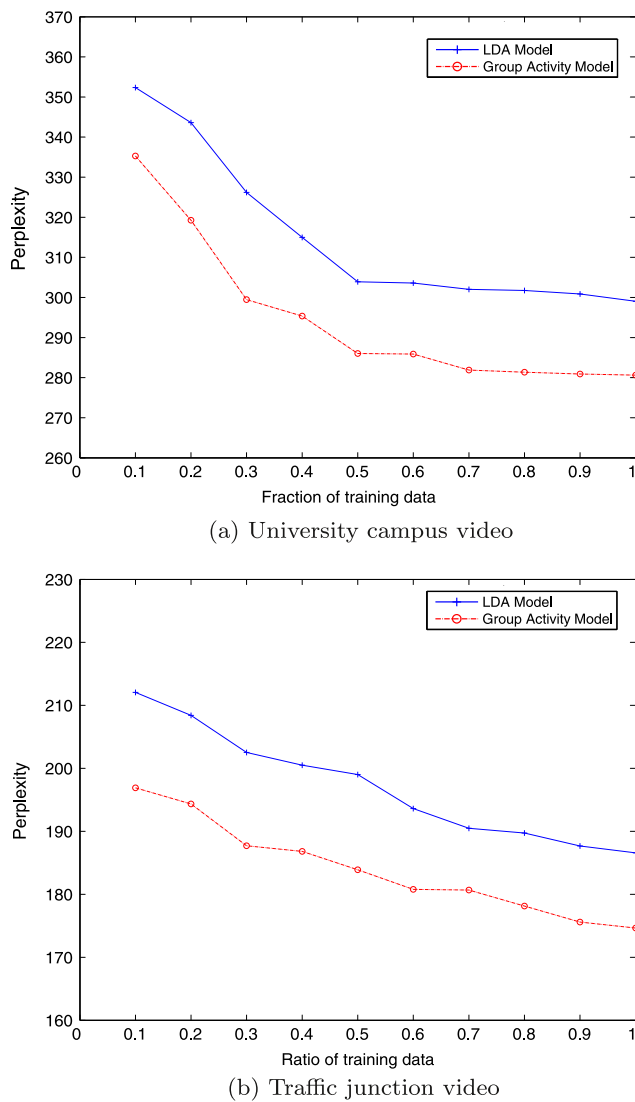 370
360
350
340
330
320
310
300
290
280
270
260
Perplexity
LDA Model
Group Activity Model
0 0.1 0.2 0.3 0.4 0.5 0.6 0.7 0.8 0.9 1
Fraction of training data
(a) University campus video
230
220
210
200
190
180
170
160
Perplexity
LDA Model
Group Activity Model
0 0.1 0.2 0.3 0.4 0.5 0.6 0.7 0.8 0.9 1
Ratio of training data
(b) Traffic junction video